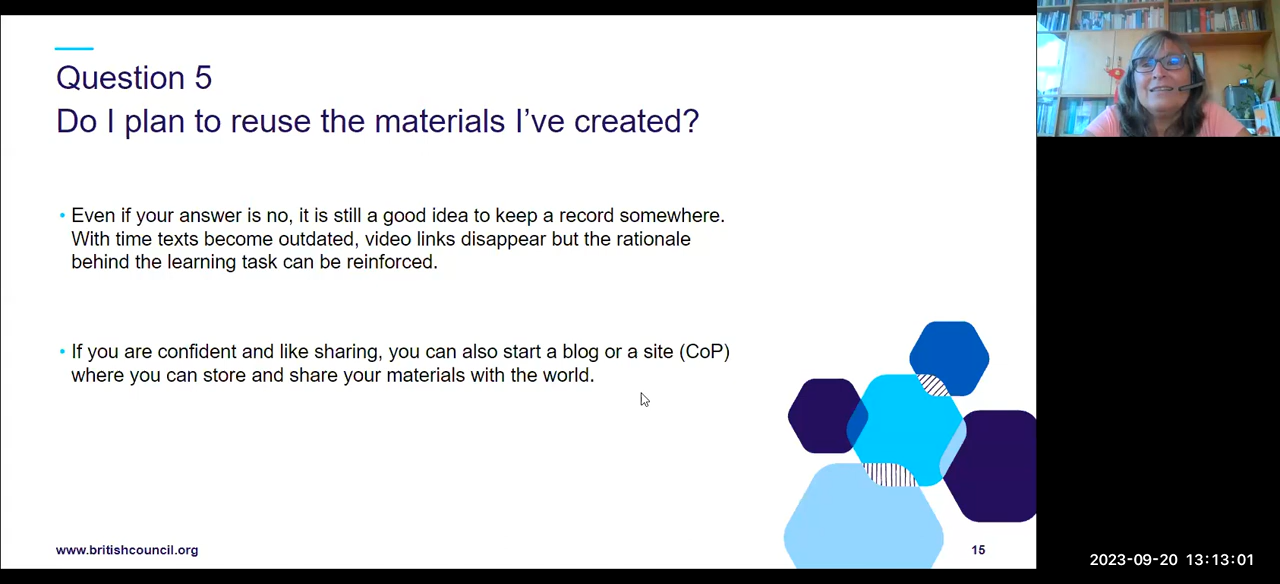 Question 5
Do I plan to reuse the materials I’ve created?
• Even if your answer is no, it is still a good idea to keep a record somewhere.
With time texts become outdated, video links disappear but the rationale
behind the learning task can be reinforced.
• If you are confident and like sharing, you can also start a blog or a site (CoP)
where you can store and share your materials with the world.
www.britishcouncil.org
15
2023-09-20 13:13:01